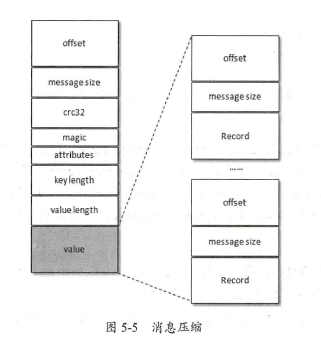 offset
message size
crc32
magic
attributes
key length
value length
value
offset
message size
Record
......
offset
message size
Record
图 5-5 消息压缩